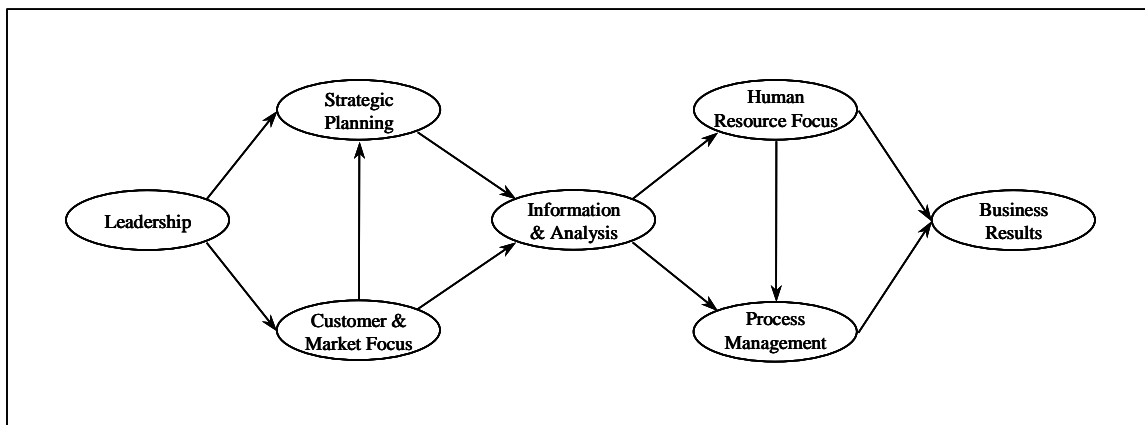 Strategic
Planning
Human
Resource Focus
Leadership
Information
& Analysis
Business
Results
Customer &
Market Focus
Process
Management